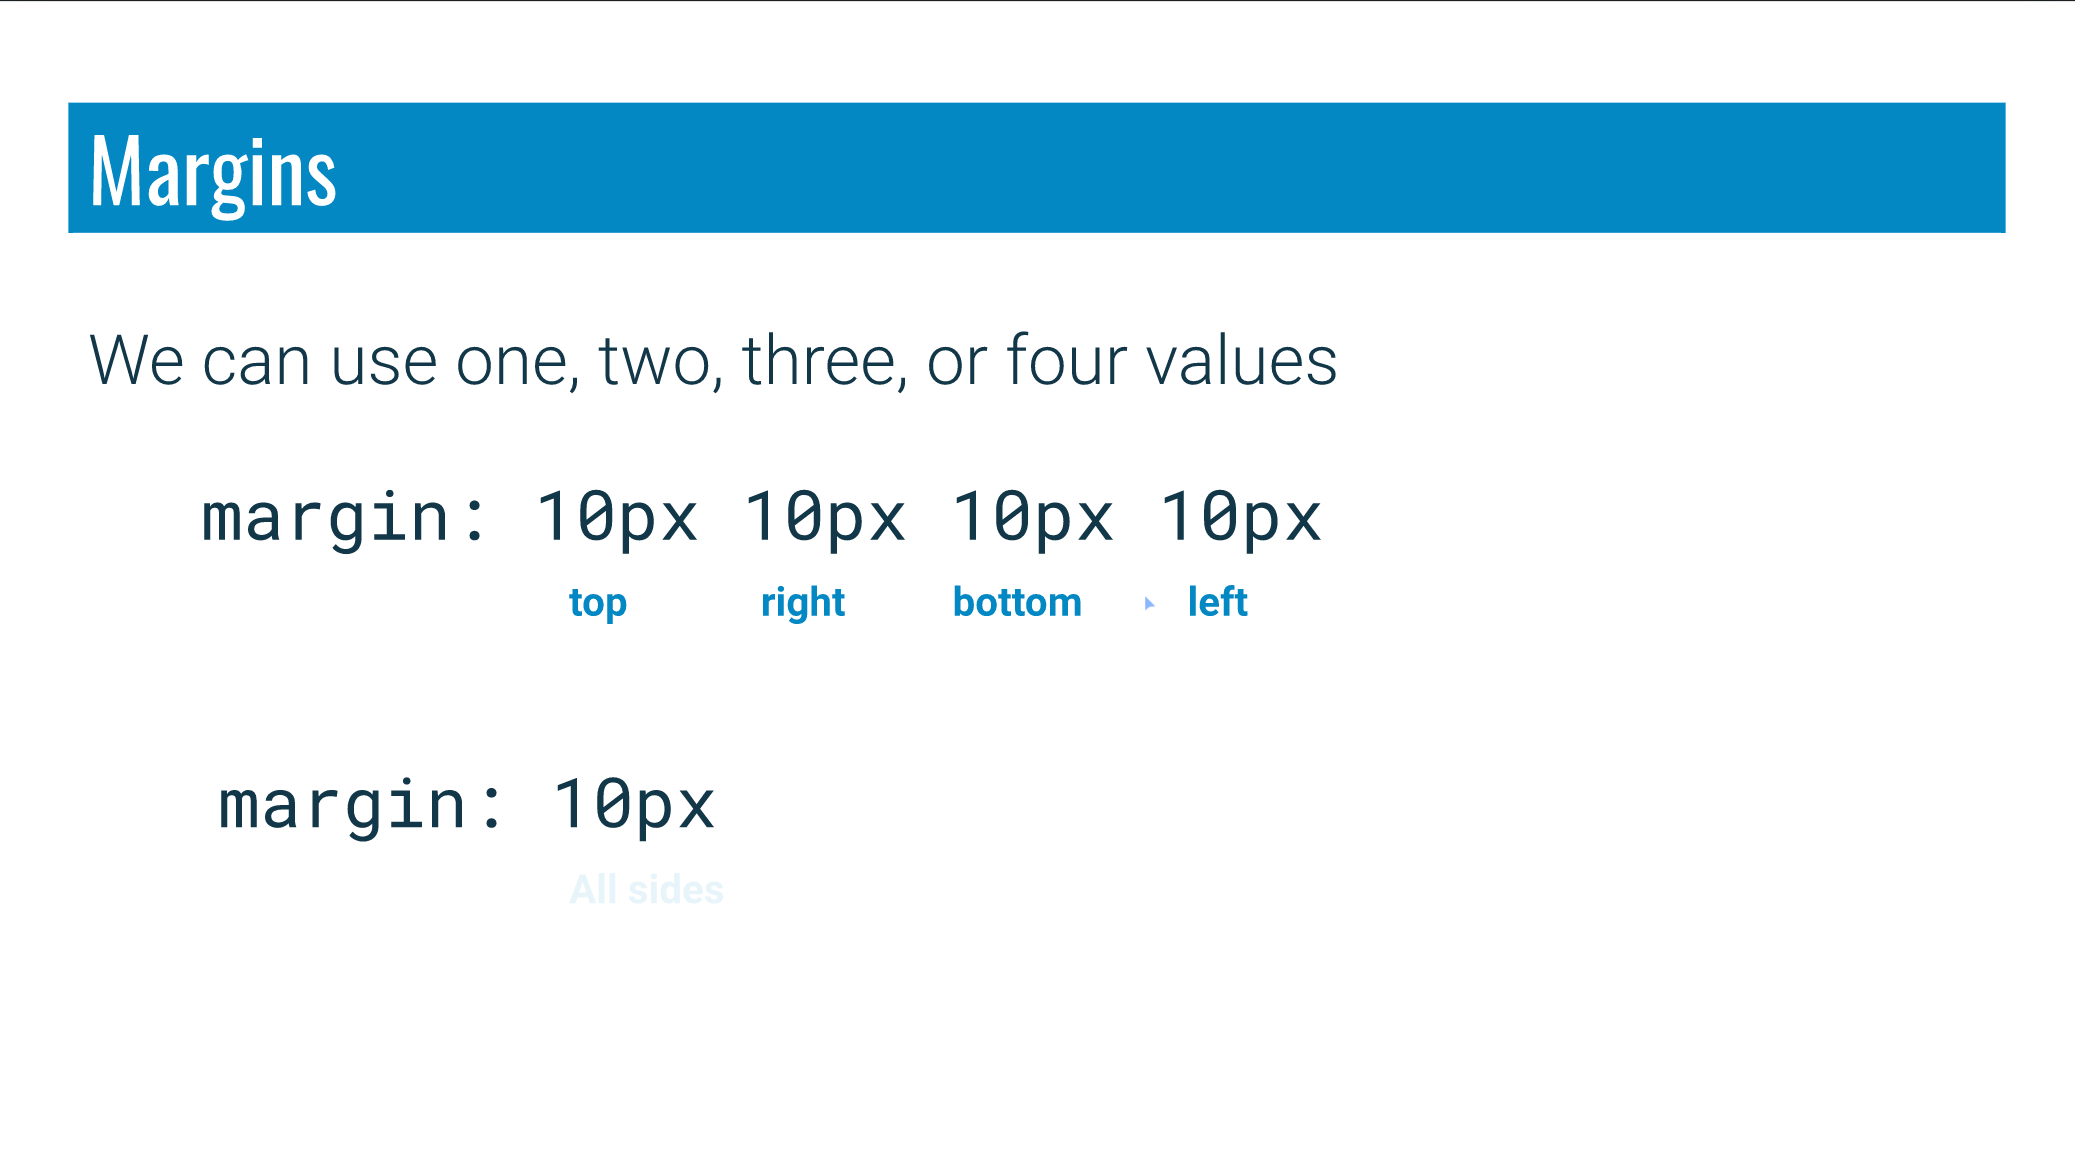 Margins
We can use one, two, three, or four values
margin: 10px 10px 10px 10px
top right bottom left
margin: 10px
All sides